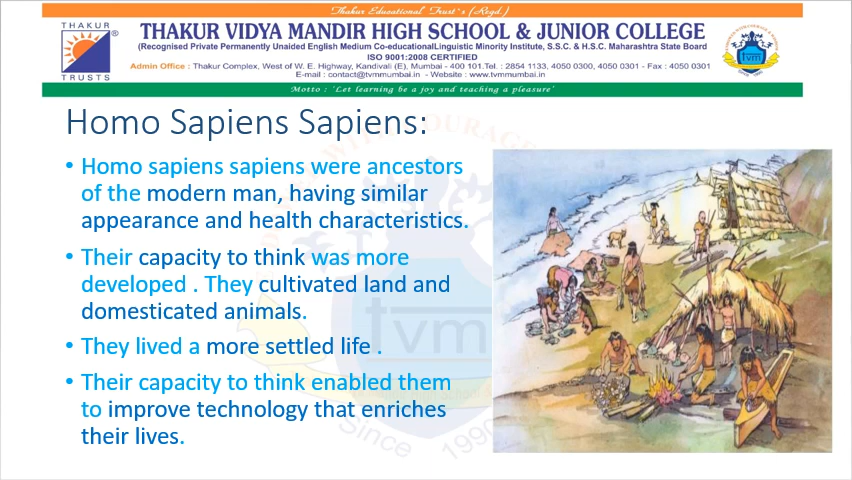 Thakur Educational Trust's (Regd.)
THAKUR VIDYA MANDIR HIGH SCHOOL & JUNIOR COLLEGE
(Recognised Private Permanently Unaided English Medium Co-educationalLinguistic Minority Institute, S.S.C. & H.S.C. Maharashtra State Board
ISO 9001:2008 CERTIFIED
Admin Office : Thakur Complex, West of W. E. Highway, Kandivali (E), Mumbai - 400 101.Tel. : 2854 1133, 4050 0300, 4050 0301 - Fax : 4050 0301
E-mail : contact@tvmmumbai.in - Website : www.tvmmumbai.in
THAKUR
®
TRUSTS
tvm
Motto : 'Let learning be a joy and teaching a pleasure'
Homo Sapiens Sapiens:
• Homo sapiens sapiens were ancestors
of the modern man, having similar
appearance and health characteristics.
• Their capacity to think was more
developed . They cultivated land and
domesticated animals.
• They lived a more settled life .
• Their capacity to think enabled them
to improve technology that enriches
their lives.
tvm
Since 1990